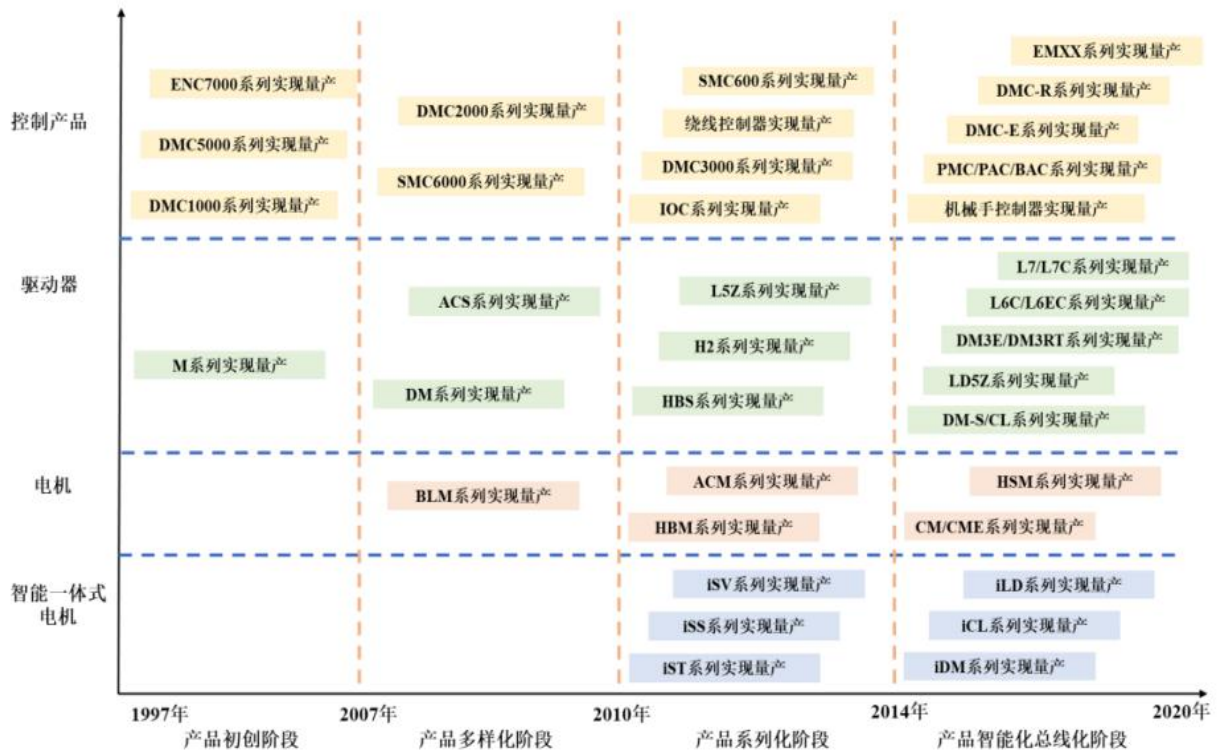 控制产品
ENC7000系列实现量产
DMC5000系列实现量产
DMC1000系列实现量产
DMC2000系列实现量产
SMC6000系列实现量产
SMC600系列实现量产
绕线控制器实现量产
DMC3000系列实现量产
IOC系列实现量产
EMXX系列实现量产
DMC-R系列实现量产
DMC-E系列实现量产
PMC/PAC/BAC系列实现量产
机械手控制器实现量产
驱动器
M系列实现量产
ACS系列实现量产
DM系列实现量产
L5Z系列实现量产
H2系列实现量产
HBS系列实现量产
L7/L7C系列实现量产
L6C/L6EC系列实现量产
DM3E/DM3RT系列实现量产
LD5Z系列实现量产
DM-S/CL系列实现量产
电机
BLM系列实现量产
ACM系列实现量产
HBM系列实现量产
HSM系列实现量产
CM/CME系列实现量产
智能一体式
电机
iSV系列实现量产
iSS系列实现量产
iST系列实现量产
iLD系列实现量产
iCL系列实现量产
iDM系列实现量产
1997年 2007年 2010年 2014年 2020年
产品初创阶段 产品多样化阶段 产品系列化阶段 产品智能化总线化阶段